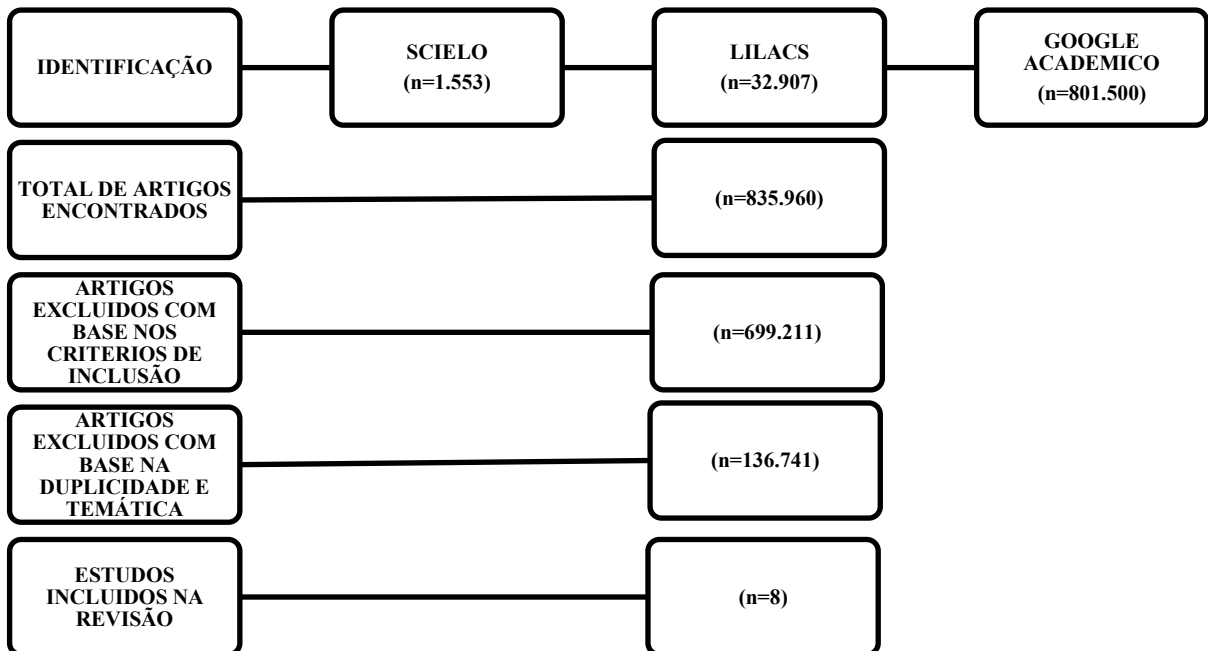 IDENTIFICAÇÃO
SCIELO
(n=1.553)
LILACS
(n=32.907)
GOOGLE
ACADEMICO
(n=801.500)
TOTAL DE ARTIGOS
ENCONTRADOS
(n=835.960)
ARTIGOS
EXCLUIDOS COM
BASE NOS
CRITERIOS DE
INCLUSÃO
(n=699.211)
ARTIGOS
EXCLUIDOS COM
BASE NA
DUPLICIDADE E
TEMÁTICA
(n=136.741)
ESTUDOS
INCLUIDOS NA
REVISÃO
(n=8)